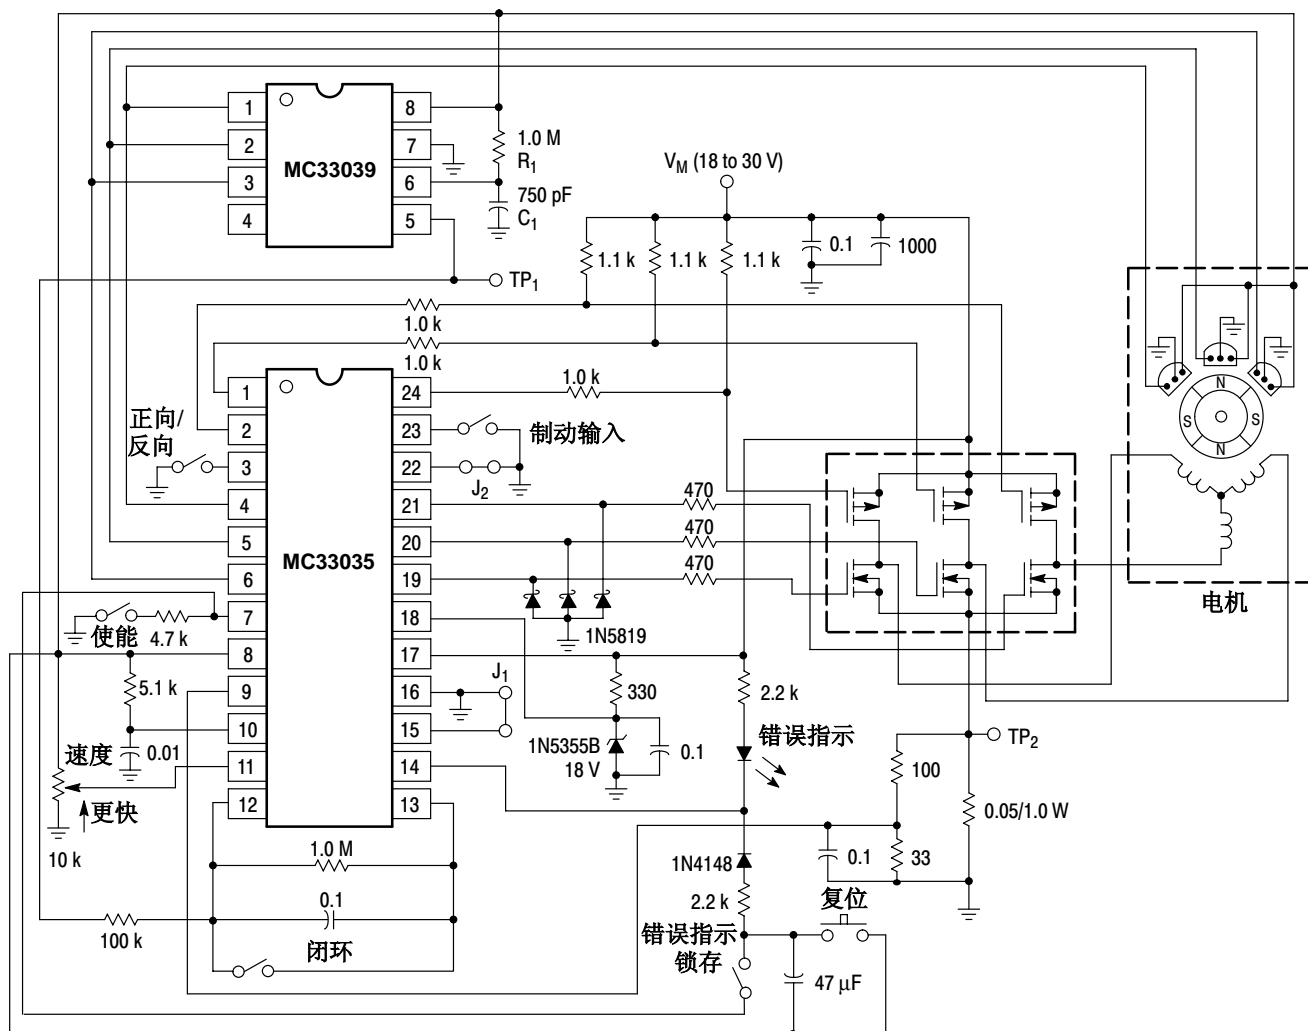 1
2
3
4
MC33039
8
7
6
5
1.0 M
R1
750 pF
C1
TP1
VM (18 to 30 V)
1.1 k
1.1 k
1.1 k
0.1
1000
1.0 k
1.0 k
1.0 k
正向/
反向
1
2
3
4
5
6
7
8
9
10
11
12
MC33035
24
23
22
21
20
19
18
17
16
15
14
13
制动输入
J2
470
470
470
1N5819
使能
4.7 k
5.1 k
0.01
速度
更快
10 k
J1
330
1N5355B
18 V
0.1
2.2 k
错误指示
N
S
S
N
电机
TP2
100
0.05/1.0 W
0.1
33
1.0 M
0.1
100 k
闭环
1N4148
2.2 k
复位
错误指示
锁存
47 μF